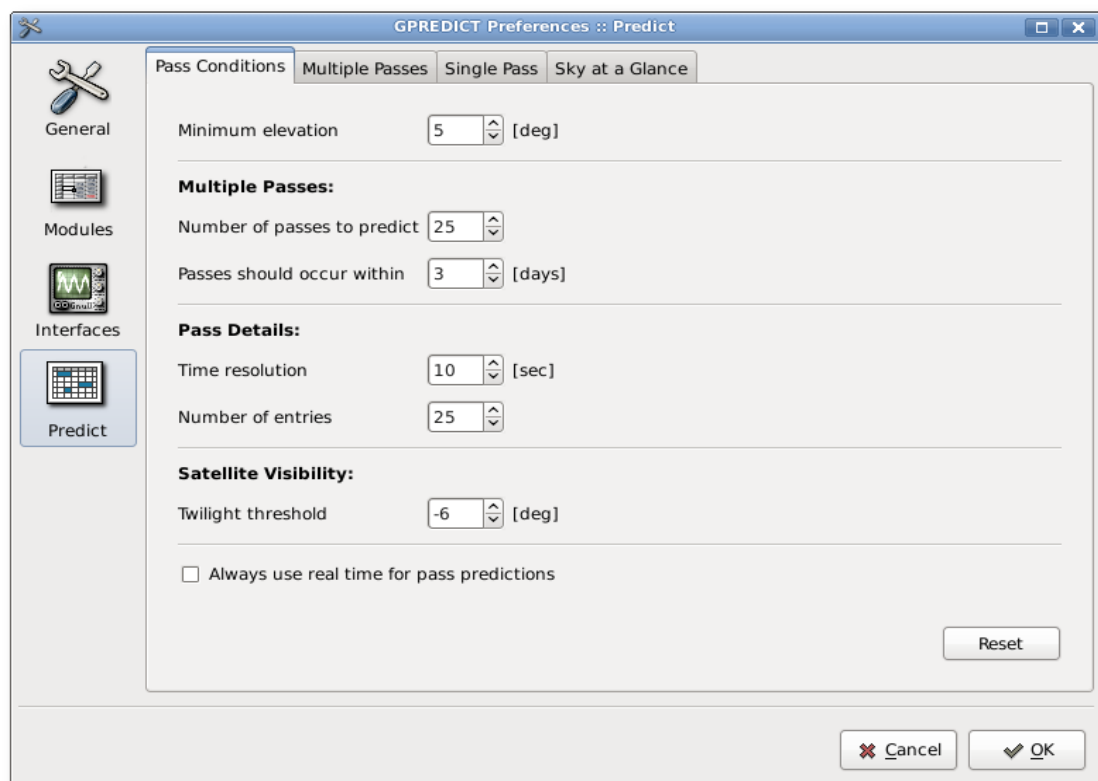 GPREDICT Preferences :: Predict
General
Modules
Interfaces
Predict
Pass Conditions
Multiple Passes
Single Pass
Sky at a Glance
Minimum elevation 5 [deg]
Multiple Passes:
Number of passes to predict 25
Passes should occur within 3 [days]
Pass Details:
Time resolution 10 [sec]
Number of entries 25
Satellite Visibility:
Twilight threshold -6 [deg]
Always use real time for pass predictions
Reset
Cancel
OK